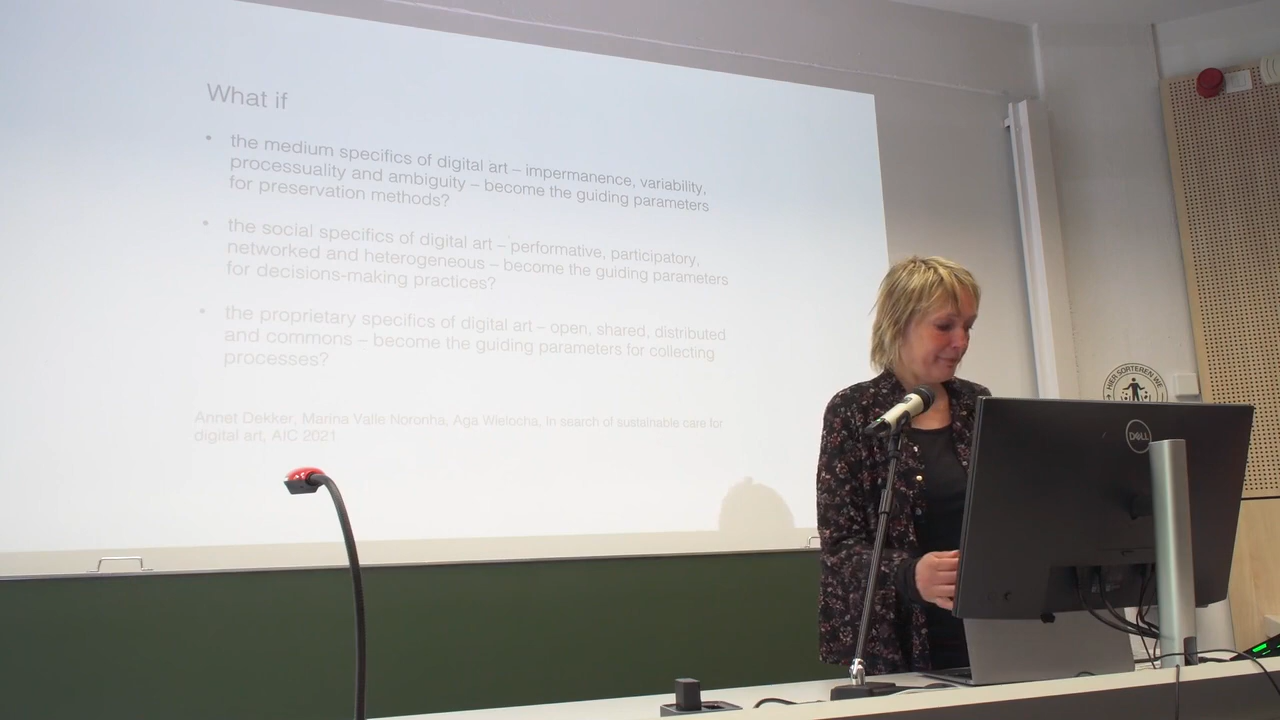 What if
• the medium specifics of digital art – impermanence, variability,
processuality and ambiguity – become the guiding parameters
for preservation methods?
• the social specifics of digital art – performative, participatory,
networked and heterogeneous – become the guiding parameters
for decisions-making practices?
• the proprietary specifics of digital art – open, shared, distributed
and commons – become the guiding parameters for collecting
processes?
Annet Dekker, Marina Valle Noronha, Aga Wielocha, In search of sustainable care for
digital art, AIC 2021
HIER SORTEREN WE
DELL